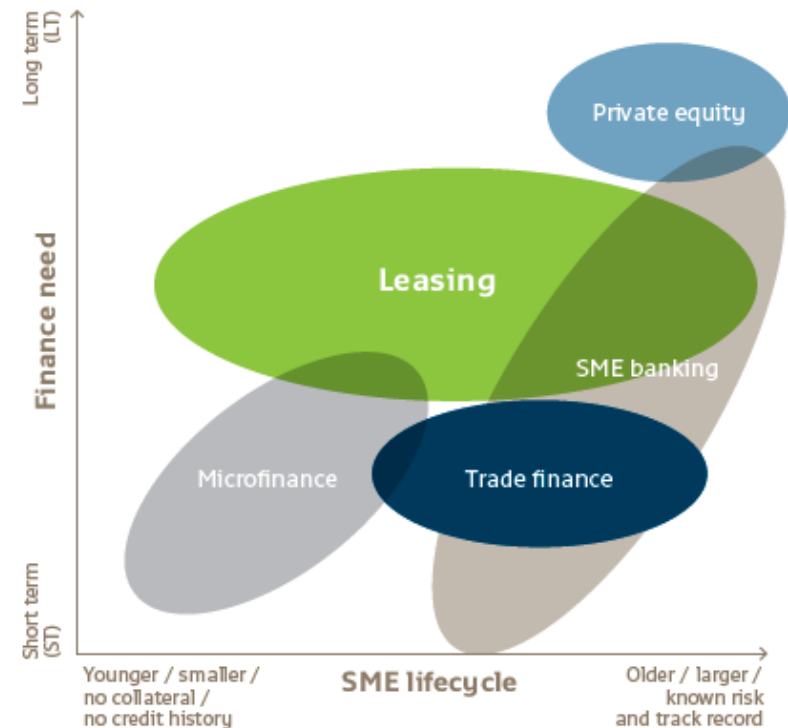 Long term
(LT)
Private equity
Leasing
Finance need
SME banking
Microfinance
Trade finance
Short term
(ST)
Younger / smaller /
no collateral /
no credit history
SME lifecycle
Older / larger /
known risk
and track record